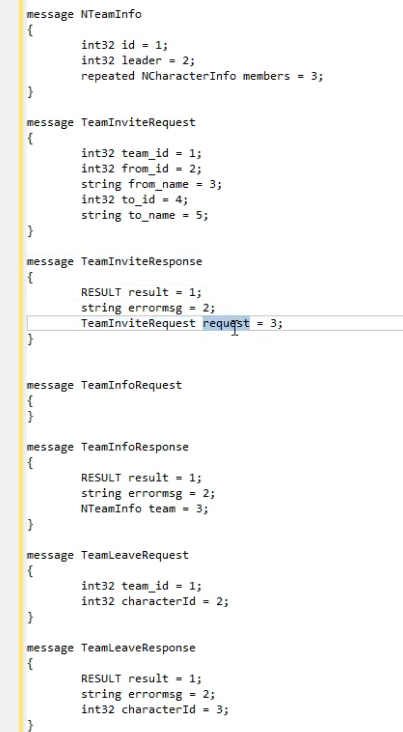 message NTeamInfo
{
int32 id = 1;
int32 leader = 2;
repeated NCharacterInfo members = 3;
}
message TeamInviteRequest
{
int32 team_id = 1;
int32 from_id = 2;
string from_name = 3;
int32 to_id = 4;
string to_name = 5;
}
message TeamInviteResponse
{
RESULT result = 1;
string errormsg = 2;
TeamInviteRequest request = 3;
}
message TeamInfoRequest
{
}
message TeamInfoResponse
{
RESULT result = 1;
string errormsg = 2;
NTeamInfo team = 3;
}
message TeamLeaveRequest
{
int32 team_id = 1;
int32 characterId = 2;
}
message TeamLeaveResponse
{
RESULT result = 1;
string errormsg = 2;
int32 characterId = 3;
}